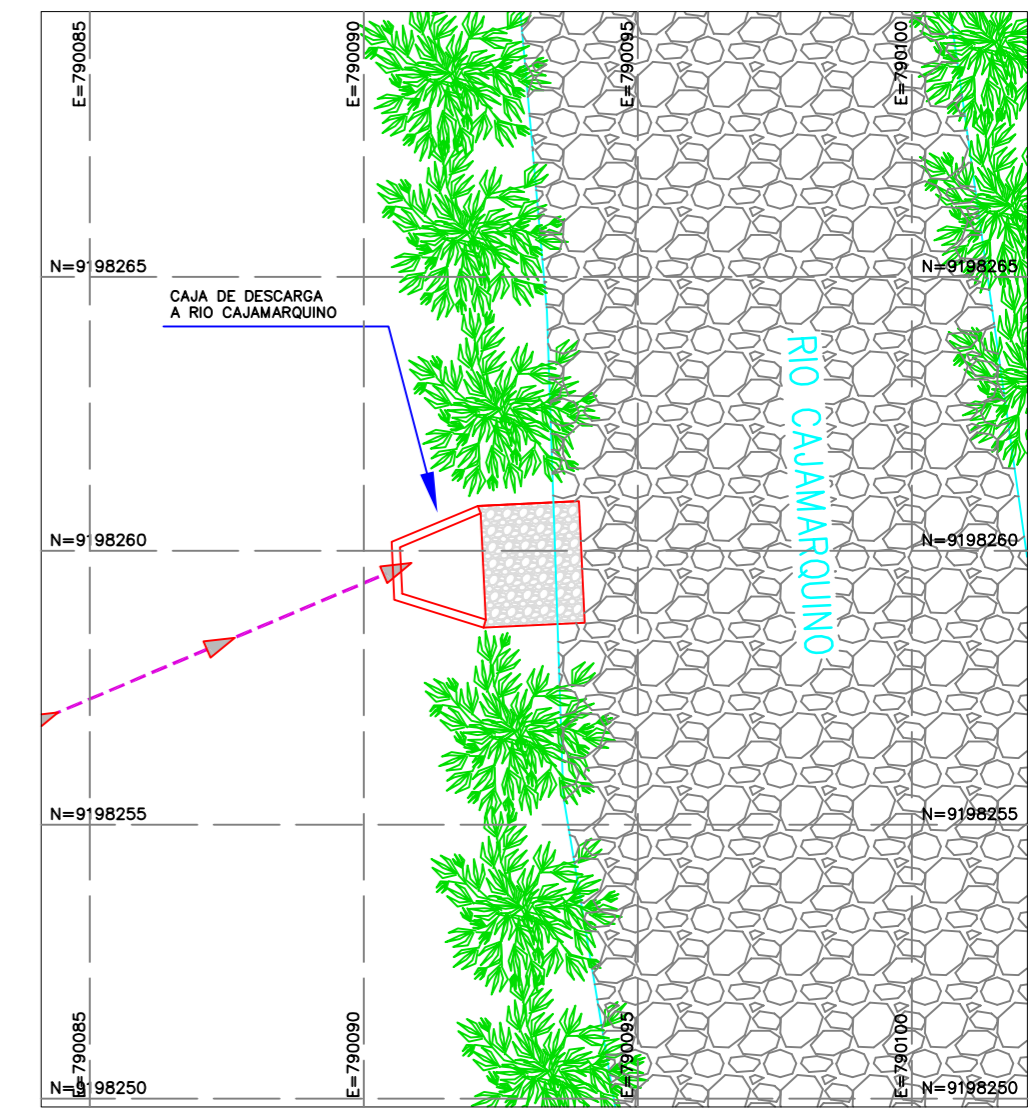 E=790085
E=790090
E=790095
E=790100
N=9198265
N=9198265
CAJA DE DESCARGA
A RIO CAJAMARQUINO
RIO CAJAMARQUINO
N=9198260
N=9198260
N=9198255
N=9198255
E=790085
E=790090
E=790095
E=790100
N=9198250
N=9198250